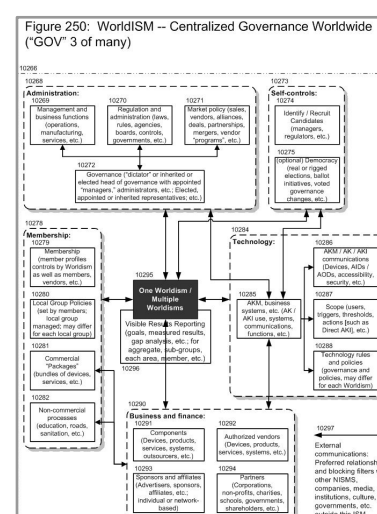 Figure 250: WorldISM -- Centralized Governance Worldwide
("GOV" 3 of many)
10266
10268
Administration:
10269
Management and
business functions
(operations,
manufacturing,
services, etc.)
10270
Regulation and
administration (laws,
rules, agencies,
boards, controls,
governments, etc.)
10271
Market policy (sales,
vendors, alliances,
deals, partnerships,
mergers, vendor
"programs", etc.)
10272
Governance ("dictator" or inherited or
elected head of governance with appointed
"managers," administrators, etc.; Elected,
appointed or inherited representatives; etc.)
10273
Self-controls:
10274
Identify / Recruit
Candidates
(managers,
regulators, etc.)
10275
(optional) Democracy
(real or rigged
elections, ballot
initiatives, voted
governance
changes, etc.)
10278
Membership:
10279
Membership
(member profiles
controls by Worldism
as well as members,
vendors, etc.)
10280
Local Group Policies
(set by members;
local group
managed; may differ
for each local group)
10281
Commercial
"Packages"
(bundles of devices,
services, etc.)
10282
Non-commercial
processes
(education, roads,
sanitation, etc.)
10295
One Worldism /
Multiple
Worldisms
Visible Results Reporting
(goals, measured results,
gap analysis, etc.; for
aggregate, sub-groups,
each area, member, etc.)
10296
10284
Technology:
10285
AKM, business
systems, etc. (AK /
AKI use, systems,
communications,
functions, etc.)
10286
AKM / AK / AKI
communications
(Devices, AIDs /
AODs, accessibility,
security, etc.)
10287
Scope (users,
triggers, thresholds,
actions [such as
Direct AKI], etc.)
10288
Technology rules
and policies
(governance and
policies, may differ
for each Worldism)
10290
Business and finance:
10291
Components
(Devices, products,
services, systems,
outsourcers, etc.)
10292
Authorized vendors
(Devices, products,
services, systems, etc.)
10293
Sponsors and affiliates
(Advertisers, sponsors,
affiliates, etc.;
individual or network-
based)
10294
Partners
(Corporations,
non-profits, charities,
schools, governments,
shareholders, etc.)
10297
External
communications:
Preferred relationsh
and blocking filters
other NISMS,
companies, media,
institutions, culture,
governments, etc.
outside this ISM